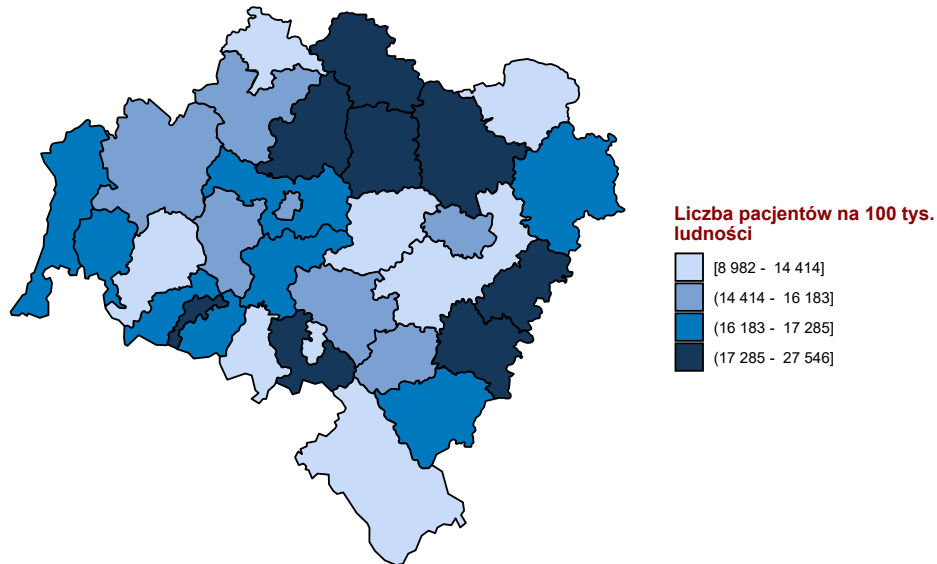 Liczba pacjentów na 100 tys.
ludności
[8 982 - 14 414]
(14 414 - 16 183]
(16 183 - 17 285]
(17 285 - 27 546]